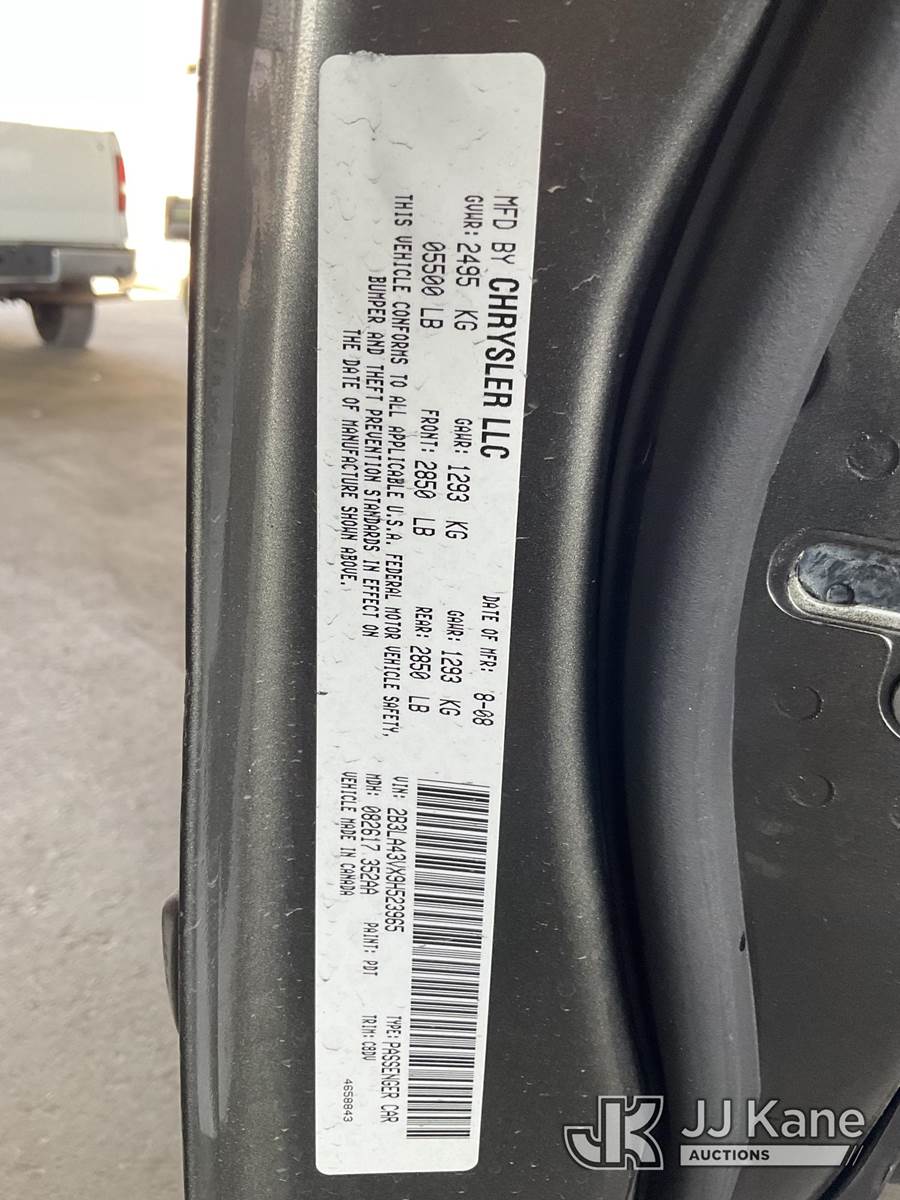 MFD BY CHRYSLER LLC
DATE OF MFR: 8-08
GVWR: 2495 KG
GAWR: 1293 KG
GAWR: 1293 KG
05500 LB
FRONT: 2850 LB
REAR: 2850 LB
THIS VEHICLE CONFORMS TO ALL APPLICABLE U.S.A. FEDERAL MOTOR VEHICLE SAFETY,
BUMPER AND THEFT PREVENTION STANDARDS IN EFFECT ON
THE DATE OF MANUFACTURE SHOWN ABOVE.
VIN: 2B3LA43VX9H523965
TYPE: PASSENGER CAR
MDH: 082617 352AA
PAINT: PDT
TRIM: C8DV
VEHICLE MADE IN CANADA
4658843
JK JJ Kane
AUCTIONS